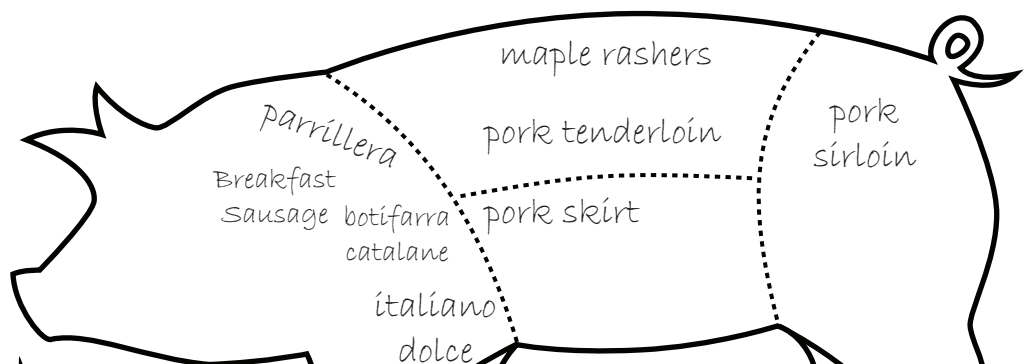 maple rashers
pork tenderloin
pork
sirloin
parrillera
Breakfast
Sausage
botifarra
catalane
pork skirt
italiano
dolce